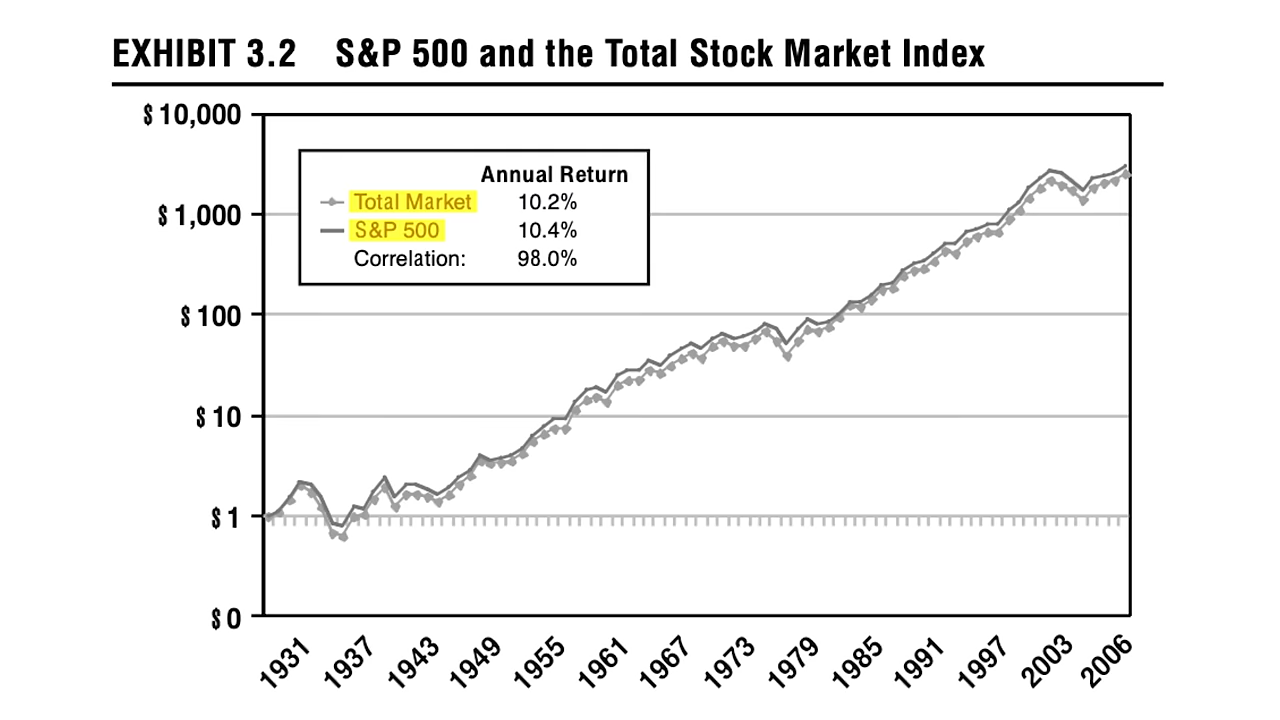 EXHIBIT 3.2 S&P 500 and the Total Stock Market Index
$ 10,000
$ 1,000
$ 100
$ 10
$ 1
$ 0
Annual Return
Total Market 10.2%
S&P 500 10.4%
Correlation: 98.0%
1931 1937 1943 1949 1955 1961 1967 1973 1979 1985 1991 1997 2003 2006